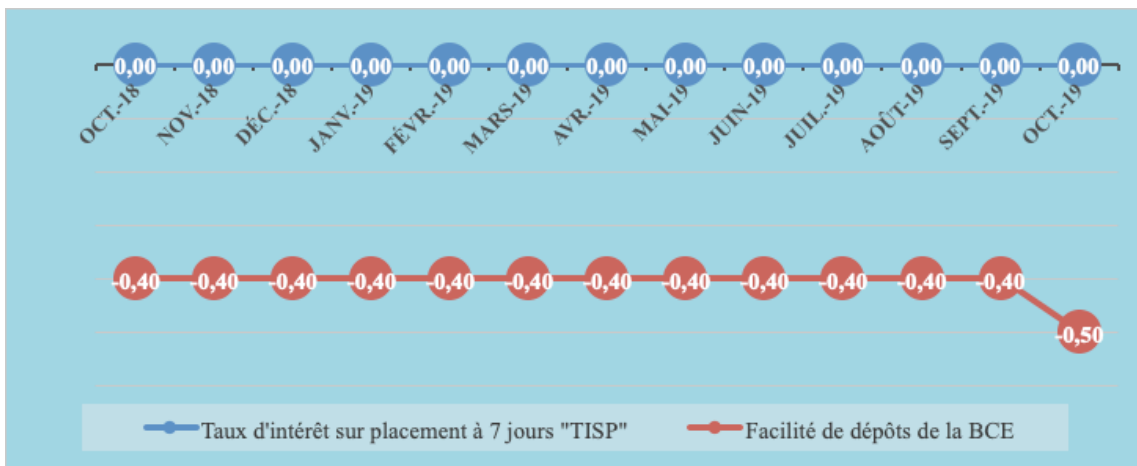 0,00 0,00 0,00 0,00 0,00 0,00 0,00 0,00 0,00 0,00 0,00 0,00 0,00
OCT.-18 NOV.-18 DÉC.-18 JANV.-19 FÉVR.-19 MARS-19 AVR.-19 MAI-19 JUIN-19 JUIL.-19 AOÛT-19 SEPT.-19 OCT.-19
-0,40 -0,40 -0,40 -0,40 -0,40 -0,40 -0,40 -0,40 -0,40 -0,40 -0,40 -0,40
-0,50
Taux d'intérêt sur placement à 7 jours "TISP" Facilité de dépôts de la BCE